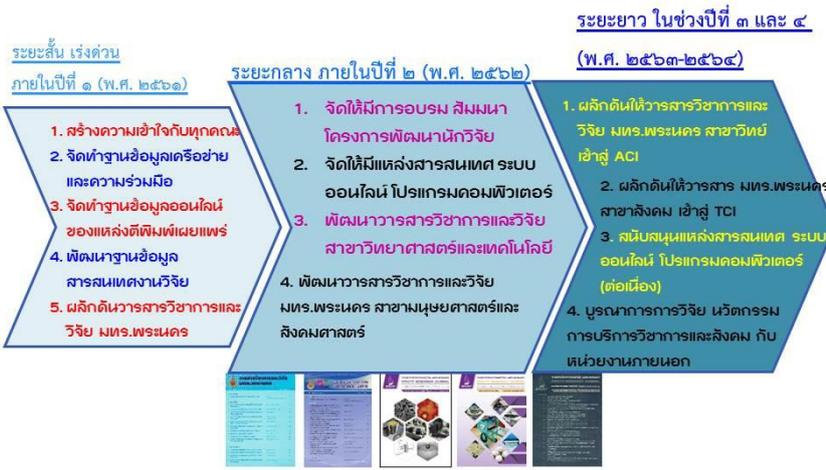 ระยะสั้น เร่งด่วน
ภายในปีที่ ๑ (พ.ศ. ๒๕๖๑)
1. สร้างความเข้าใจกับทุกคณะ
2. จัดทำฐานข้อมูลเครือข่าย
และความร่วมมือ
3. จัดทำฐานข้อมูลออนไลน์
ของแหล่งตีพิมพ์เผยแพร่
4. พัฒนาฐานข้อมูล
สารสนเทศงานวิจัย
5. ผลักดันวารสารวิชาการและ
วิจัย มทร.พระนคร
ระยะกลาง ภายในปีที่ ๒ (พ.ศ. ๒๕๖๒)
1. จัดให้มีการอบรม สัมมนา
โครงการพัฒนานักวิจัย
2. จัดให้มีแหล่งสารสนเทศ ระบบ
ออนไลน์ โปรแกรมคอมพิวเตอร์
3. พัฒนาวารสารวิชาการและวิจัย
สาขาวิทยาศาสตร์และเทคโนโลยี
4. พัฒนาวารสารวิชาการและวิจัย
มทร.พระนคร สาขามนุษยศาสตร์และ
สังคมศาสตร์
ระยะยาว ในช่วงปีที่ ๓ และ ๔
(พ.ศ. ๒๕๖๓-๒๕๖๔)
1. ผลักดันให้วารสารวิชาการและ
วิจัย มทร.พระนคร สาขาวิทย์
เข้าสู่ ACI
2. ผลักดันให้วารสาร มทร.พระนคร
สาขาสังคม เข้าสู่ TCI
3. สนับสนุนแหล่งสารสนเทศ ระบบ
ออนไลน์ โปรแกรมคอมพิวเตอร์
(ต่อเนื่อง)
4. บูรณาการการวิจัย นวัตกรรม
การบริการวิชาการและสังคม กับ
หน่วยงานภายนอก